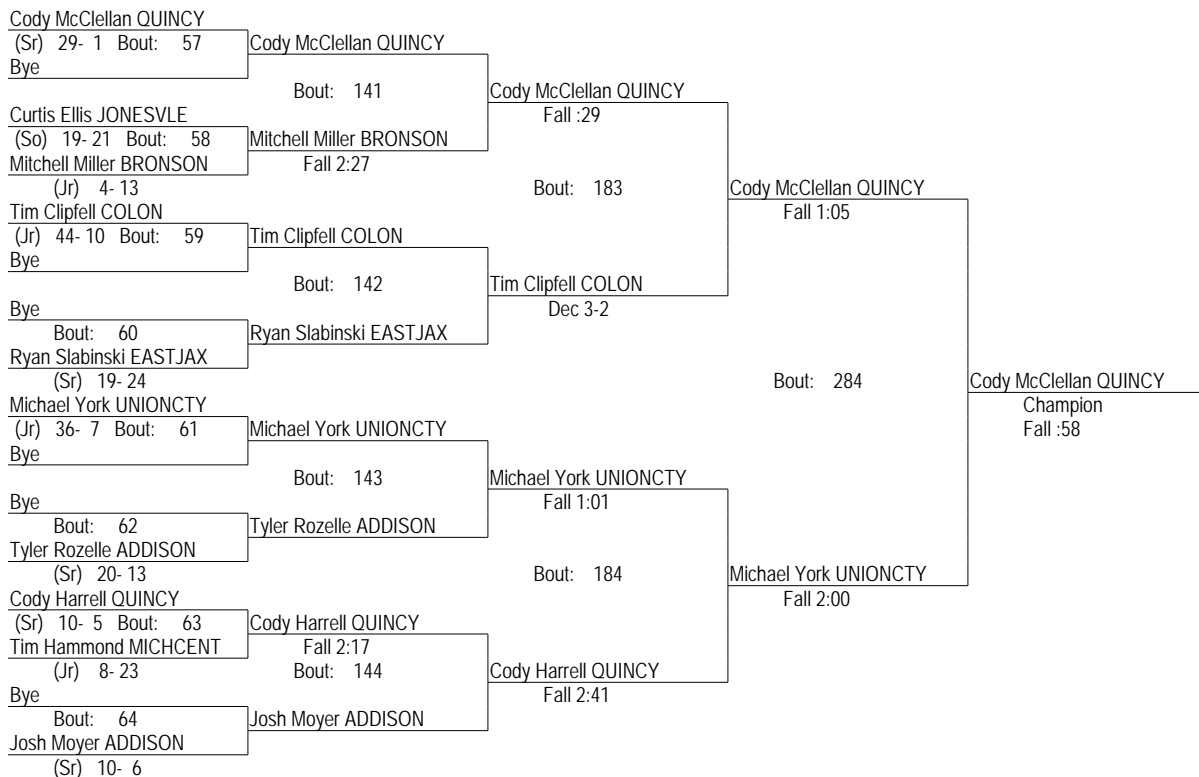 Cody McClellan QUINCY
(Sr) 29- 1 Bout: 57
Bye
Cody McClellan QUINCY
Bout: 141
Curtis Ellis JONESVLE
(So) 19- 21 Bout: 58
Mitchell Miller BRONSON
(Jr) 4- 13
Mitchell Miller BRONSON
Fall 2:27
Cody McClellan QUINCY
Fall :29
Bout: 183
Tim Clipfell COLON
(Jr) 44- 10 Bout: 59
Bye
Tim Clipfell COLON
Bout: 142
Bye
Bout: 60
Ryan Slabinski EASTJAX
(Sr) 19- 24
Ryan Slabinski EASTJAX
Tim Clipfell COLON
Dec 3-2
Cody McClellan QUINCY
Fall 1:05
Bout: 284
Michael York UNIONCTY
(Jr) 36- 7 Bout: 61
Bye
Michael York UNIONCTY
Bout: 143
Bye
Bout: 62
Tyler Rozelle ADDISON
(Sr) 20- 13
Tyler Rozelle ADDISON
Michael York UNIONCTY
Fall 1:01
Bout: 184
Cody Harrell QUINCY
(Sr) 10- 5 Bout: 63
Tim Hammond MICHCENT
(Jr) 8- 23
Cody Harrell QUINCY
Fall 2:17
Bout: 144
Bye
Bout: 64
Josh Moyer ADDISON
(Sr) 10- 6
Josh Moyer ADDISON
Cody Harrell QUINCY
Fall 2:41
Michael York UNIONCTY
Fall 2:00
Cody McClellan QUINCY
Champion
Fall :58